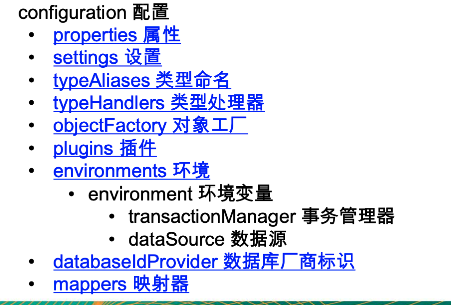 configuration 配置
• properties 属性
• settings 设置
• typeAliases 类型命名
• typeHandlers 类型处理器
• objectFactory 对象工厂
• plugins 插件
• environments 环境
• environment 环境变量
• transactionManager 事务管理器
• dataSource 数据源
• databaseIdProvider 数据库厂商标识
• mappers 映射器